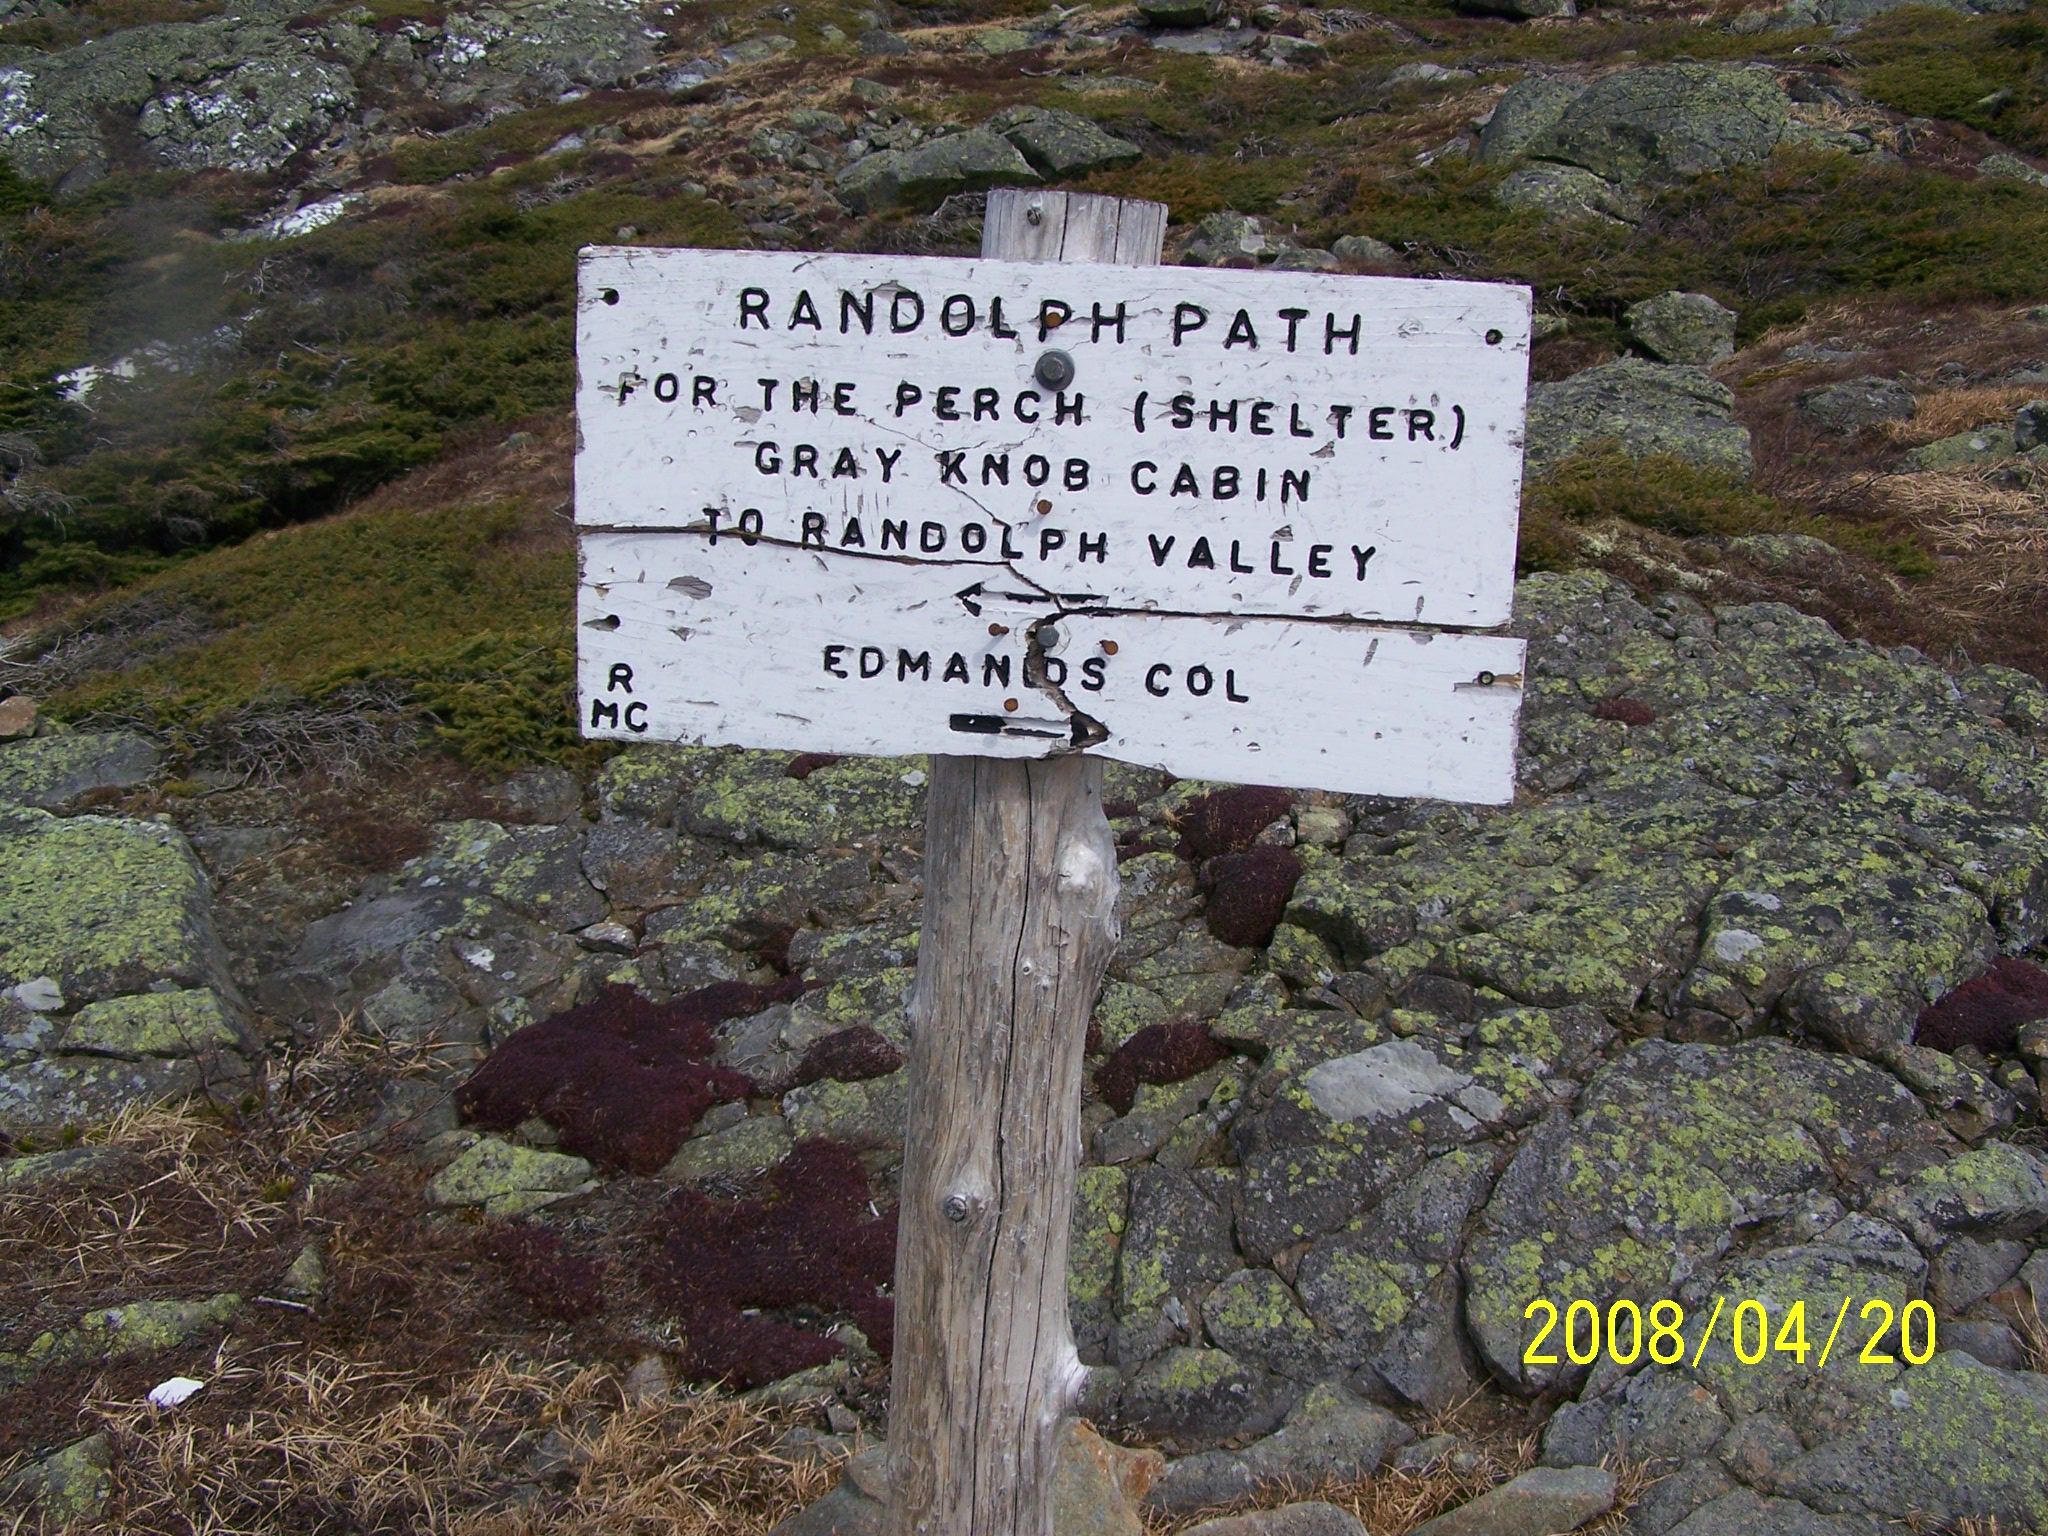 RANDOLPH PATH
FOR THE PERCH (SHELTER)
GRAY KNOB CABIN
TO RANDOLPH VALLEY
EDMANDS COL
R
MC
2008/04/20